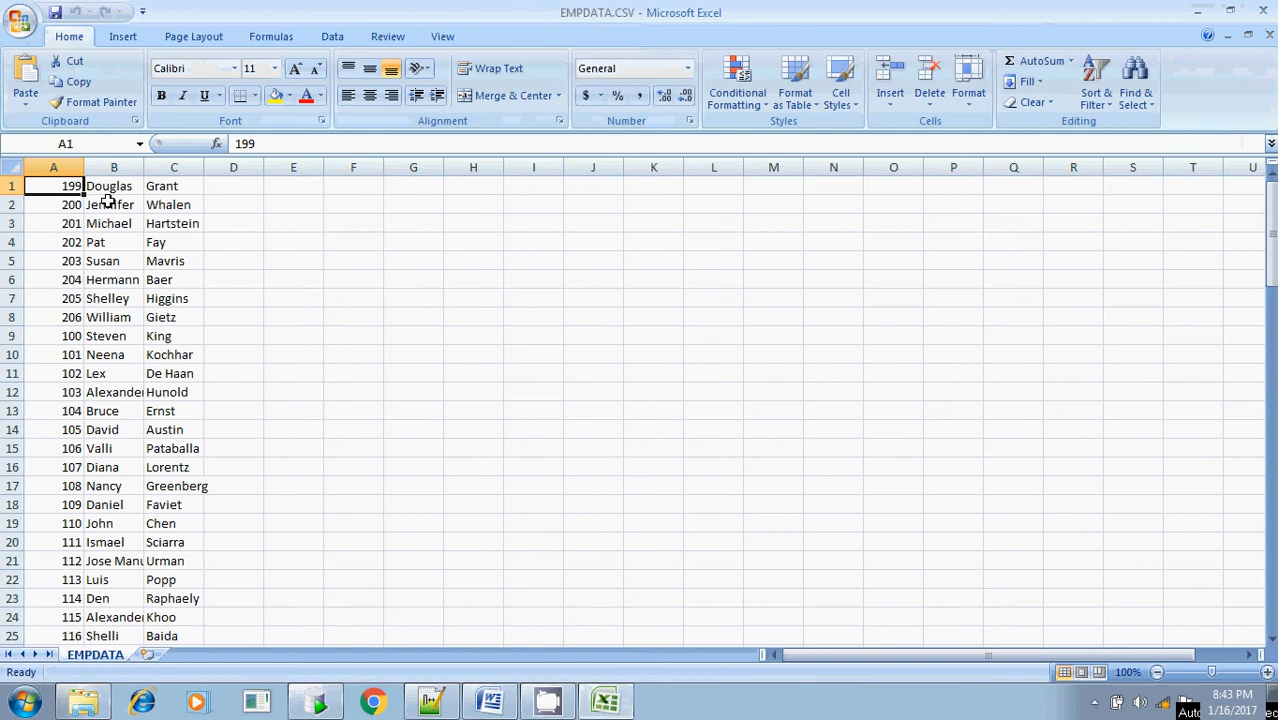 EMPDATA.CSV - Microsoft Excel
Home Insert Page Layout Formulas Data Review View
Cut Calibri 11 Wrap Text General AutoSum
Copy Fill
Paste Format Painter B I U Merge & Center $ % , Conditional Formatting Format as Table Cell Styles Insert Delete Format Clear Sort & Filter Find & Select
Clipboard Font Alignment Number Styles Cells Editing
A1 fx 199
A B C D E F G H I J K L M N O P Q R S T U
1 199 Douglas Grant
2 200 Jennifer Whalen
3 201 Michael Hartstein
4 202 Pat Fay
5 203 Susan Mavris
6 204 Hermann Baer
7 205 Shelley Higgins
8 206 William Gietz
9 100 Steven King
10 101 Neena Kochhar
11 102 Lex De Haan
12 103 Alexander Hunold
13 104 Bruce Ernst
14 105 David Austin
15 106 Valli Pataballa
16 107 Diana Lorentz
17 108 Nancy Greenberg
18 109 Daniel Faviet
19 110 John Chen
20 111 Ismael Sciarra
21 112 Jose Manu Urman
22 113 Luis Popp
23 114 Den Raphaely
24 115 Alexander Khoo
25 116 Shelli Baida
EMPDATA
Ready 100%
8:43 PM
1/16/2017